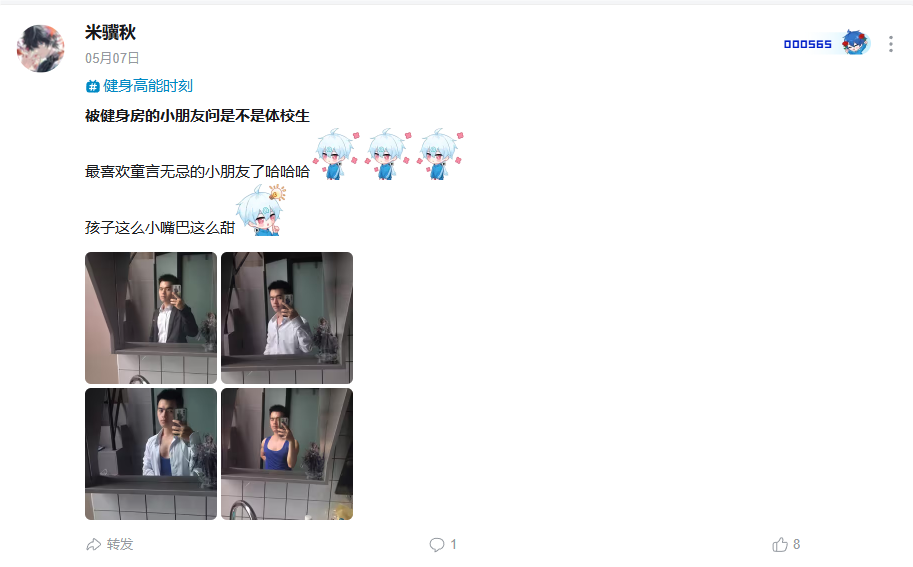 米骥秋
000565
05月07日
# 健身高能时刻
被健身房的小朋友问是不是体校生
最喜欢童言无忌的小朋友了哈哈哈
孩子这么小嘴巴这么甜
转发
1
8